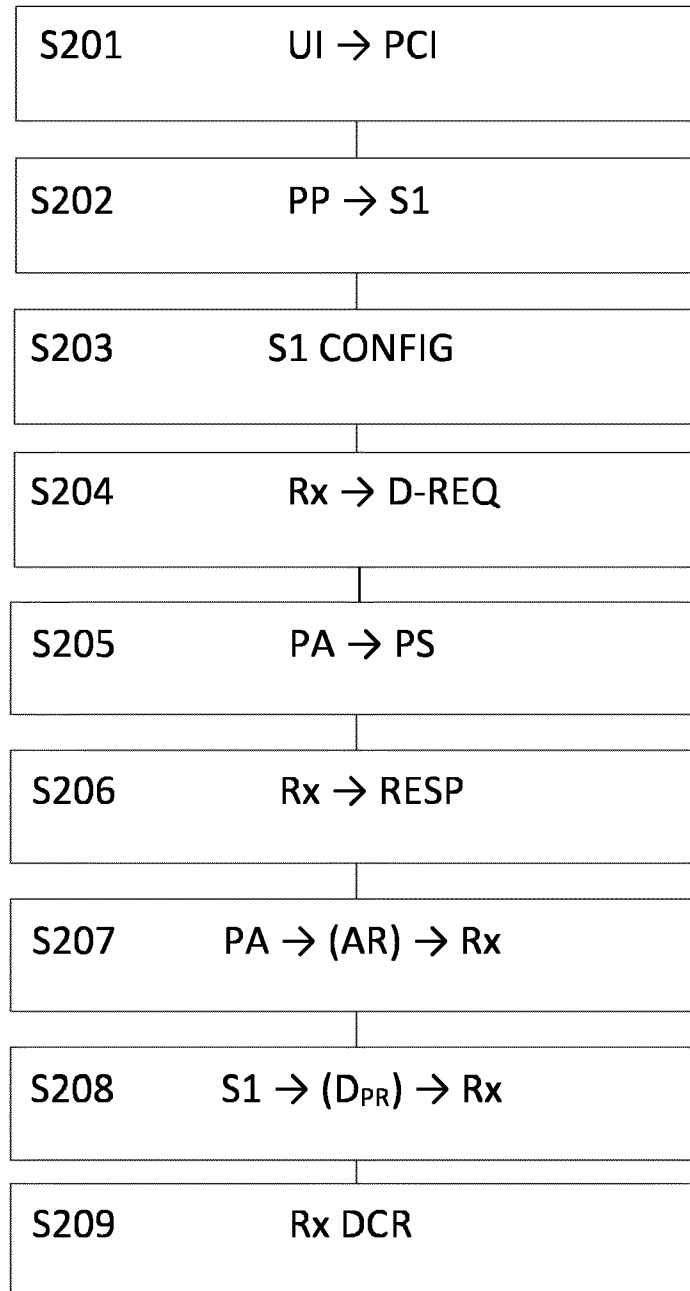 S201 UI → PCI
S202 PP → S1
S203 S1 CONFIG
S204 Rx → D-REQ
S205 PA → PS
S206 Rx → RESP
S207 PA → (AR) → Rx
S208 S1 → (DPR) → Rx
S209 Rx DCR